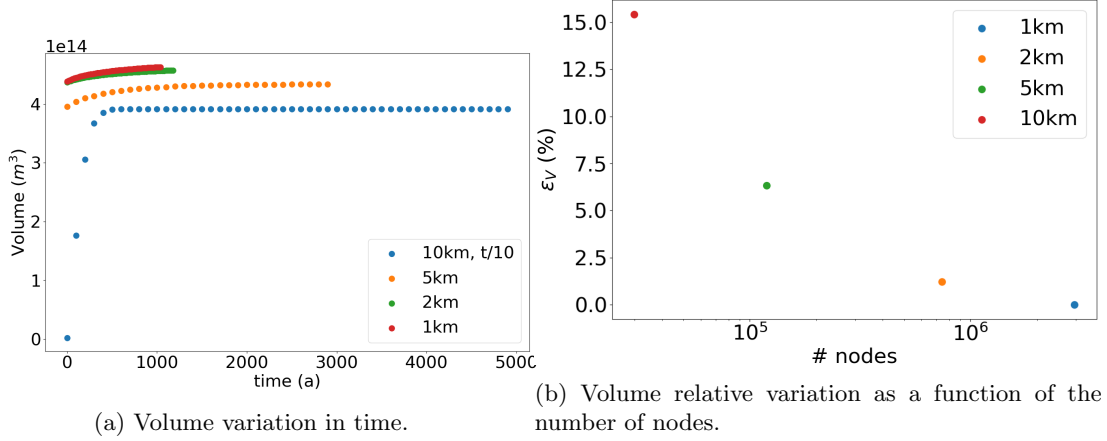 1e14
Volume (m³)
4
3
2
1
0
0
1000
2000
3000
4000
5000
time (a)
10km, t/10
5km
2km
1km
(a) Volume variation in time.
ε_V (%)
15.0
12.5
10.0
7.5
5.0
2.5
0.0
10⁵
10⁶
# nodes
1km
2km
5km
10km
(b) Volume relative variation as a function of the
number of nodes.